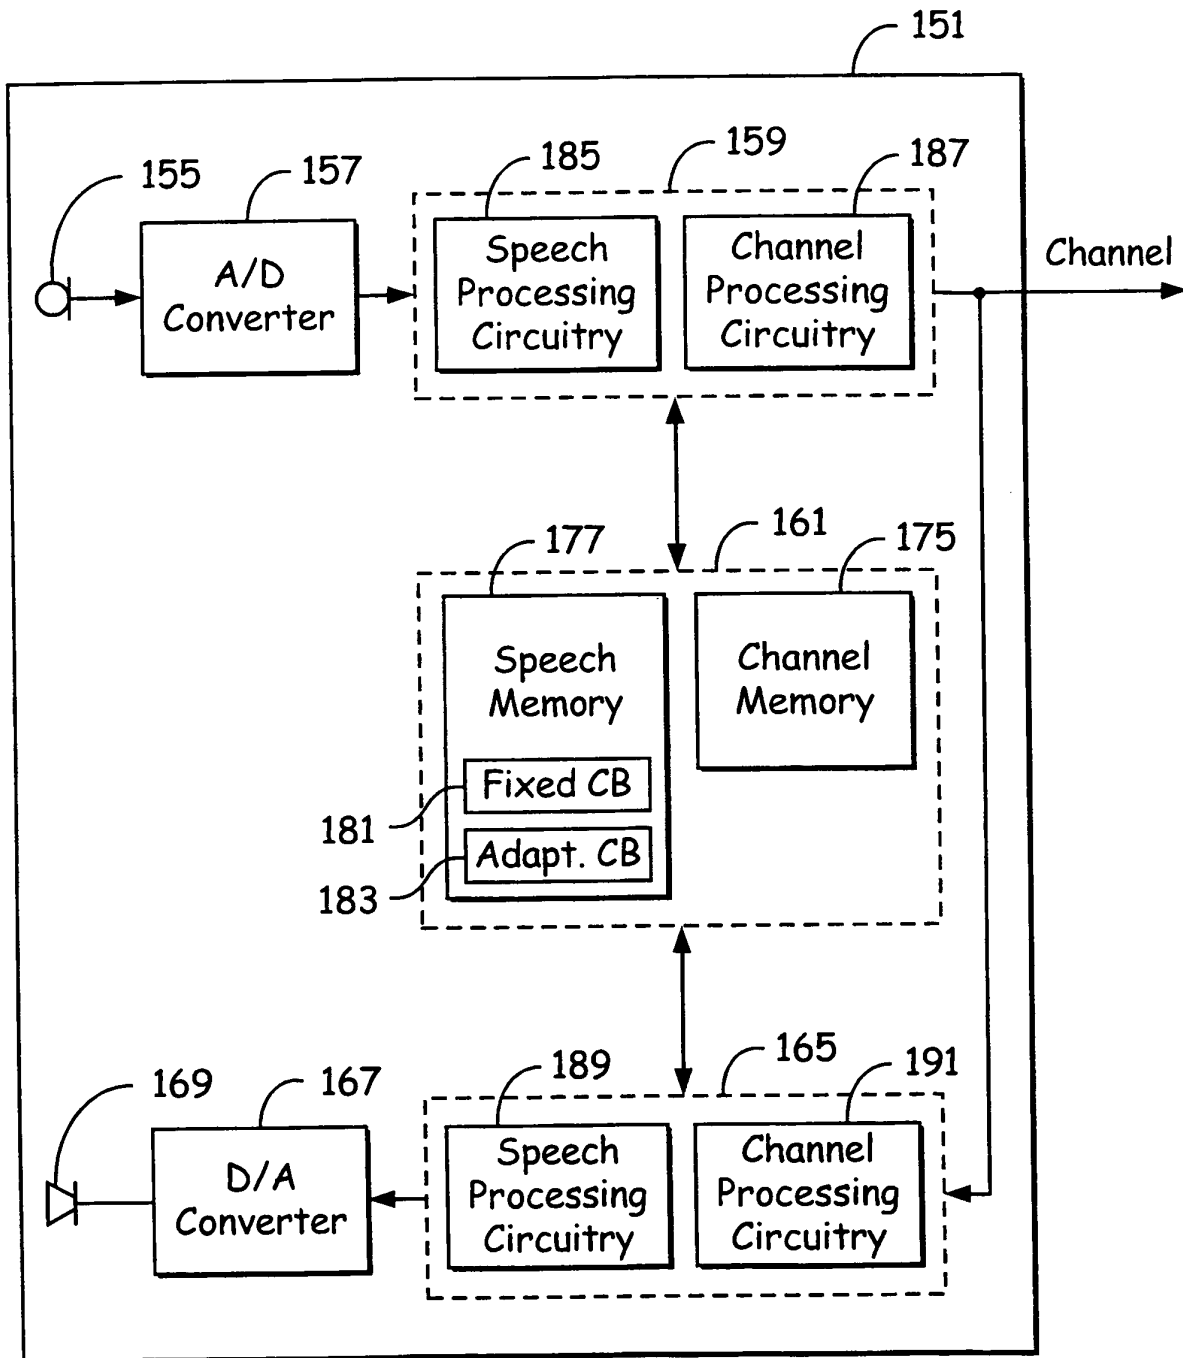 151
155
157
185
159
187
A/D
Converter
Speech
Processing
Circuitry
Channel
Processing
Circuitry
Channel
177
161
175
Speech
Memory
Channel
Memory
Fixed CB
181
Adapt. CB
183
169
167
189
165
191
D/A
Converter
Speech
Processing
Circuitry
Channel
Processing
Circuitry